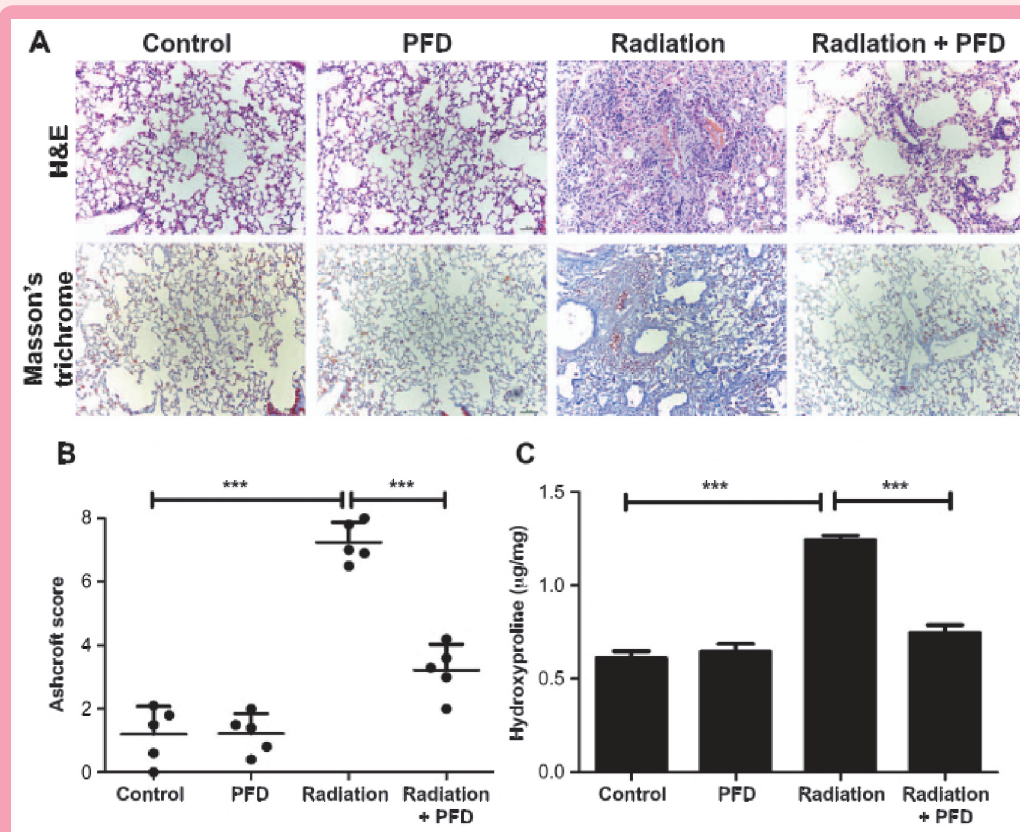 A
Control
PFD
Radiation
Radiation + PFD
H&E
Masson's
trichrome
B
***
***
8
6
4
2
0
Ashcroft score
Control
PFD
Radiation
Radiation
+ PFD
C
***
***
1.5
1.0
0.5
0.0
Hydroxyproline (μg/mg)
Control
PFD
Radiation
Radiation
+ PFD